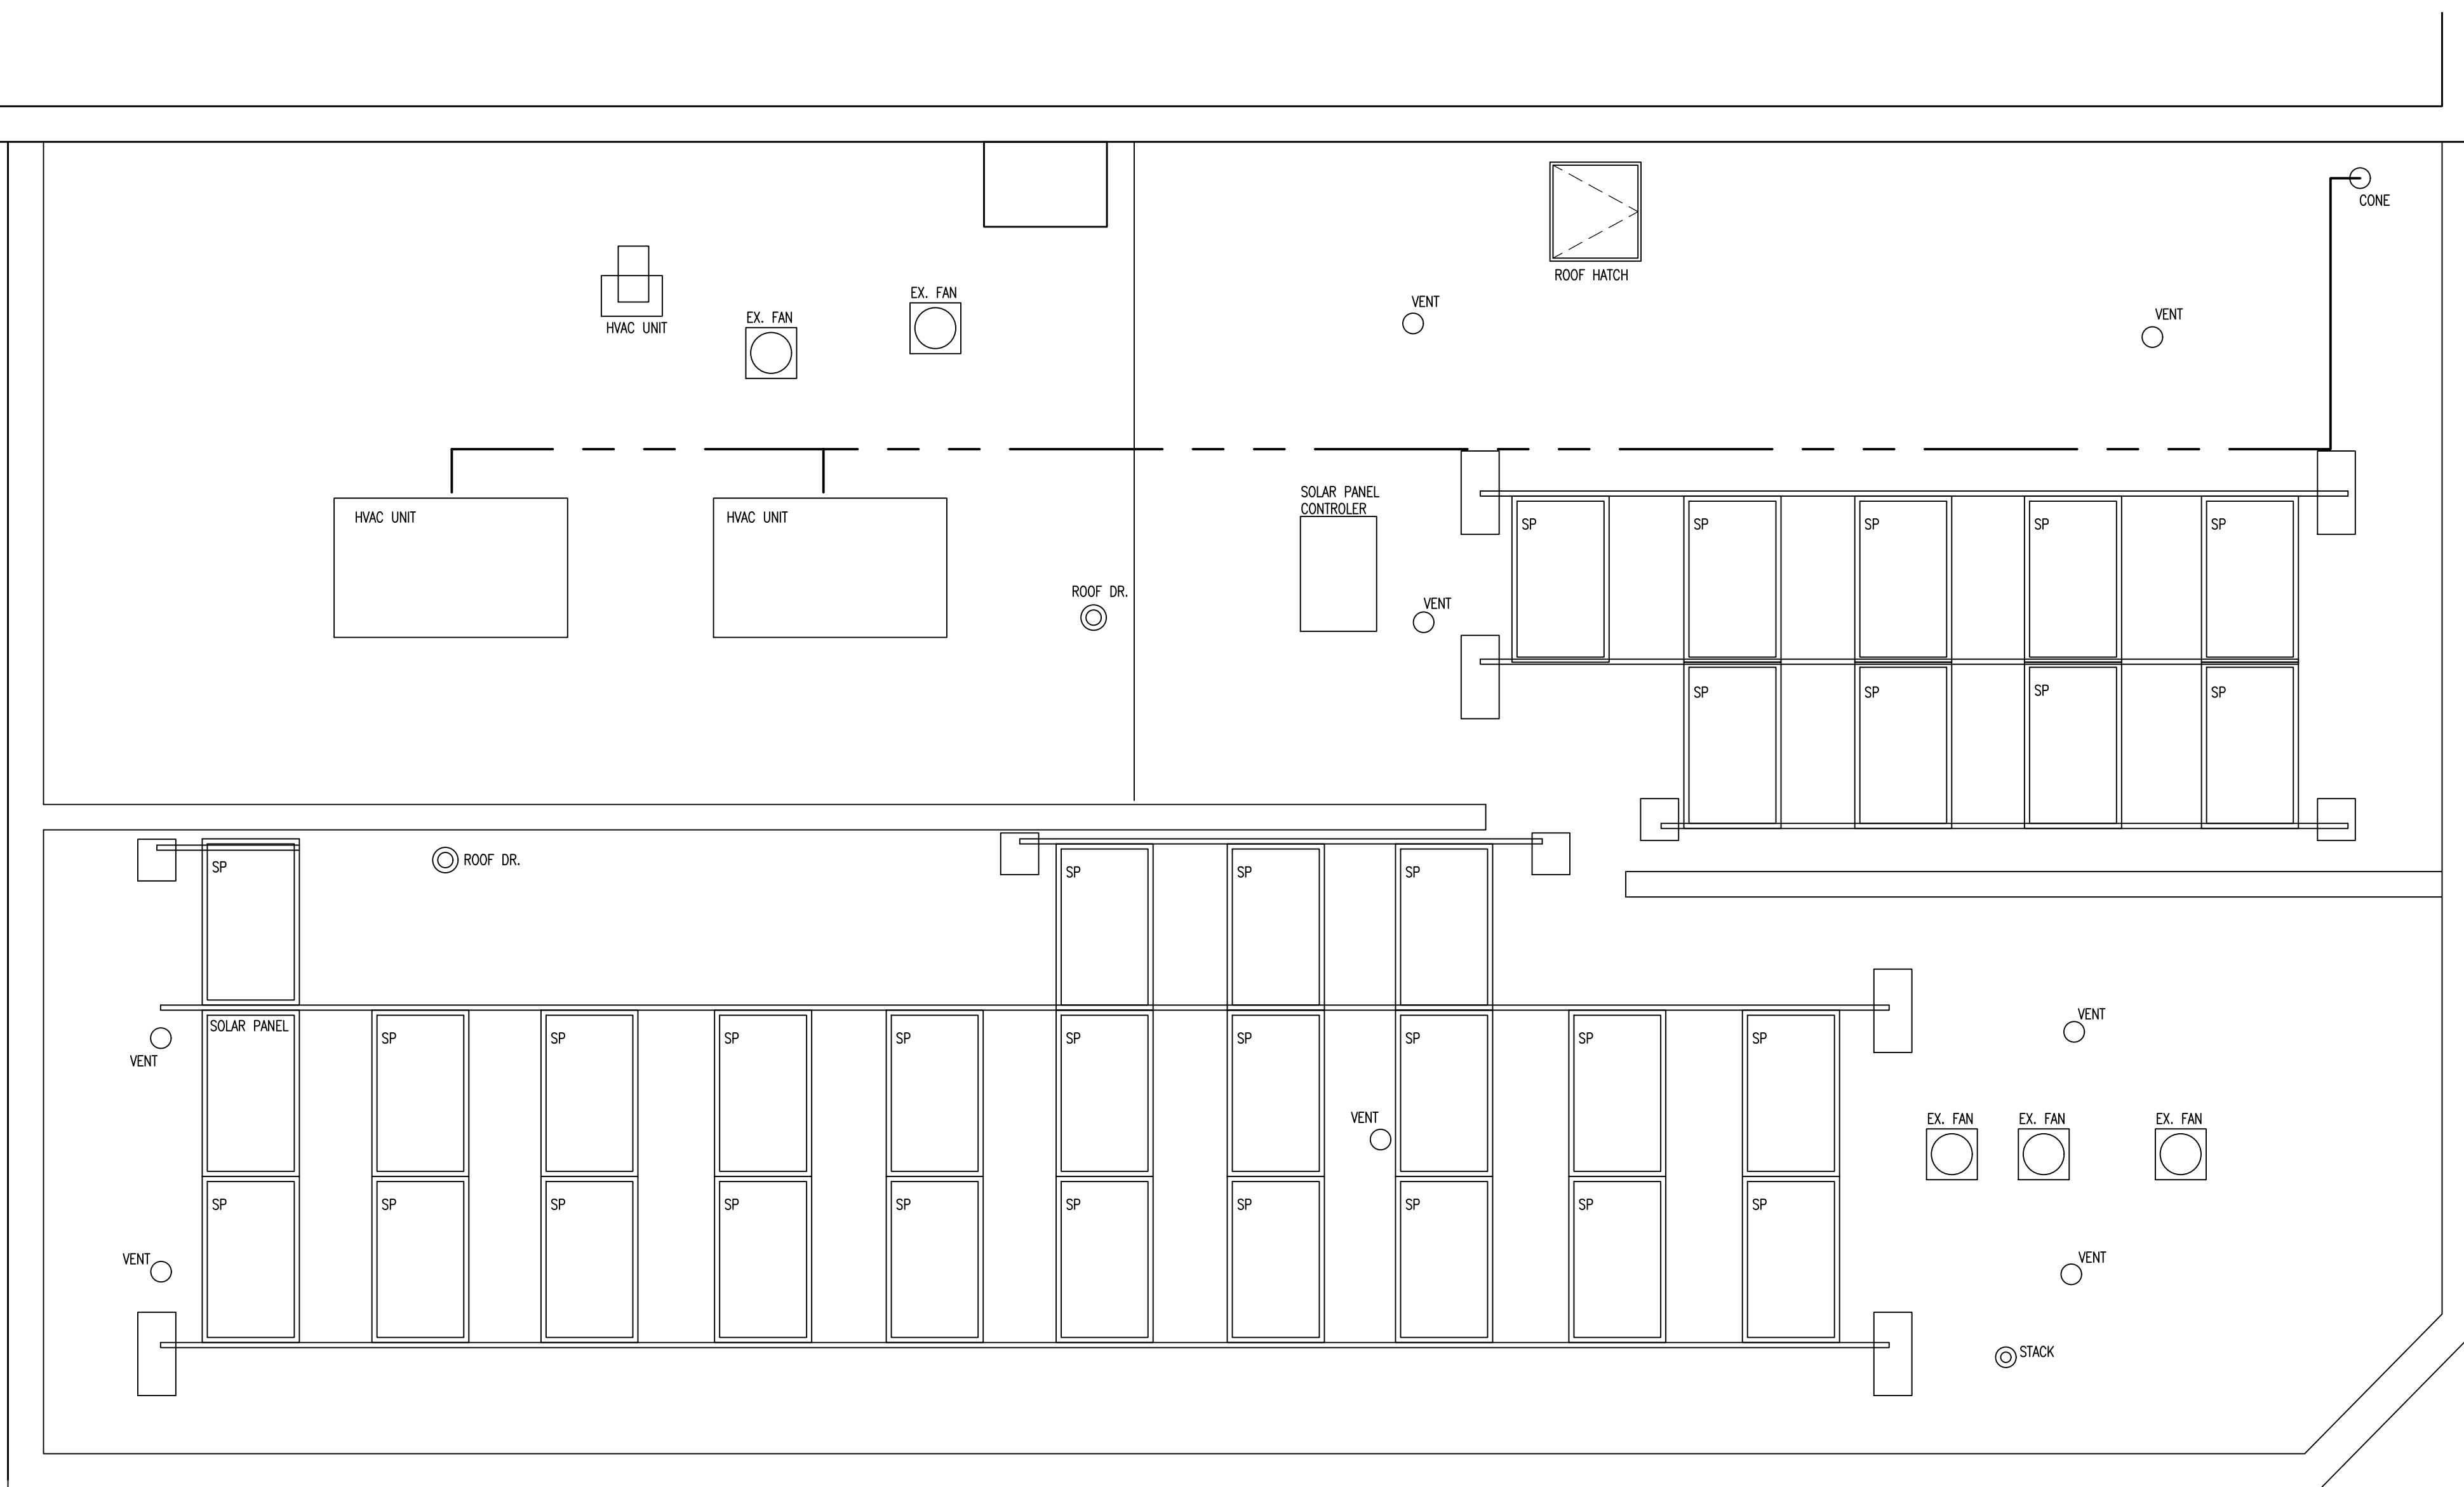 CONE
ROOF HATCH
EX. FAN
VENT
VENT
EX. FAN
HVAC UNIT
SOLAR PANEL
CONTROLER
HVAC UNIT
HVAC UNIT
SP
SP
SP
SP
SP
ROOF DR.
VENT
SP
SP
SP
SP
SP
ROOF DR.
SP
SP
SP
VENT
SOLAR PANEL
SP
SP
SP
SP
SP
SP
SP
SP
SP
VENT
VENT
EX. FAN
EX. FAN
EX. FAN
SP
SP
SP
SP
SP
SP
SP
SP
SP
SP
VENT
VENT
STACK